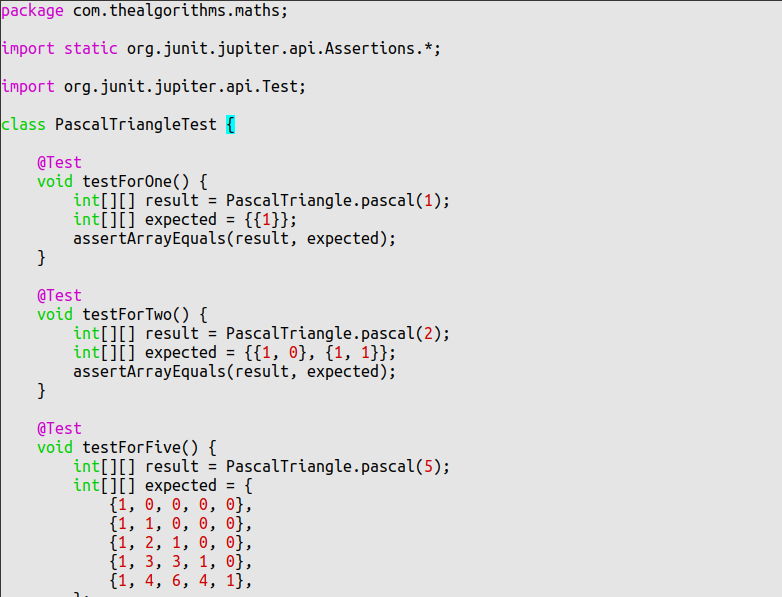 package com.thealgorithms.maths;
import static org.junit.jupiter.api.Assertions.*;
import org.junit.jupiter.api.Test;
class PascalTriangleTest {
@Test
void testForOne() {
int[][] result = PascalTriangle.pascal(1);
int[][] expected = {{1}};
assertArrayEquals(result, expected);
}
@Test
void testForTwo() {
int[][] result = PascalTriangle.pascal(2);
int[][] expected = {{1, 0}, {1, 1}};
assertArrayEquals(result, expected);
}
@Test
void testForFive() {
int[][] result = PascalTriangle.pascal(5);
int[][] expected = {
{1, 0, 0, 0, 0},
{1, 1, 0, 0, 0},
{1, 2, 1, 0, 0},
{1, 3, 3, 1, 0},
{1, 4, 6, 4, 1},